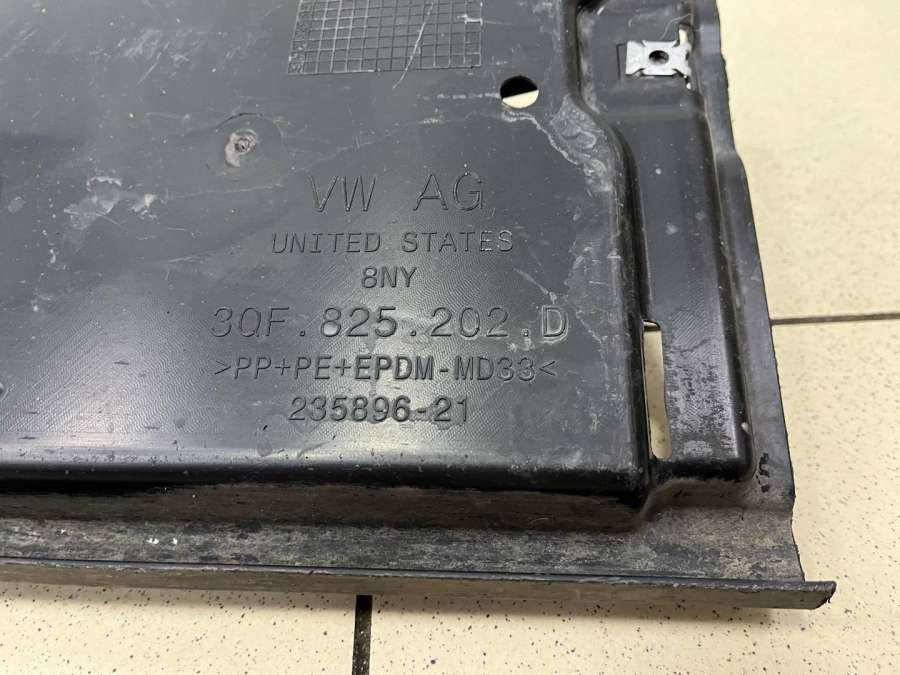 VW AG
UNITED STATES
8NY
3QF.825.202.D
>PP+PE+EPDM-MD33<
235896-21